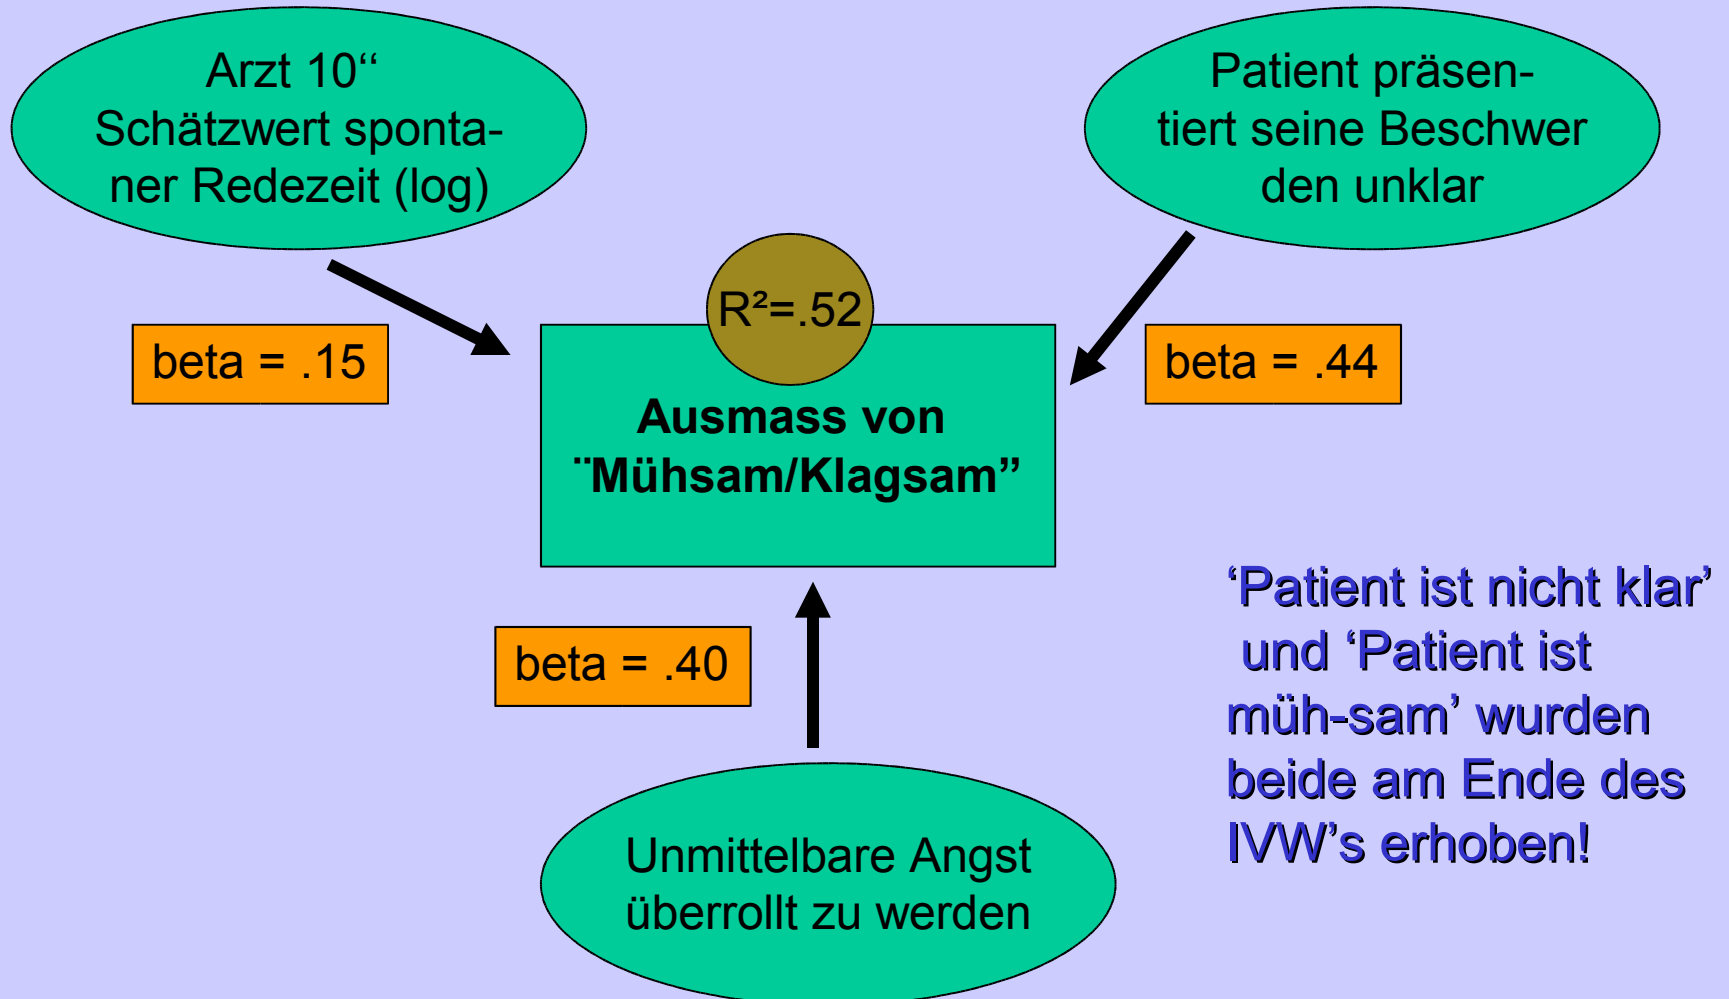 Arzt 10“
Schätzwert sponta-
ner Redezeit (log)
Patient präsen-
tiert seine Beschwer
den unklar
R²=.52
beta = .15
beta = .44
Ausmass von
¨Mühsam/Klagsam”
beta = .40
‘Patient ist nicht klar’
und ‘Patient ist
müh-sam’ wurden
beide am Ende des
IVW’s erhoben!
Unmittelbare Angst
überrollt zu werden